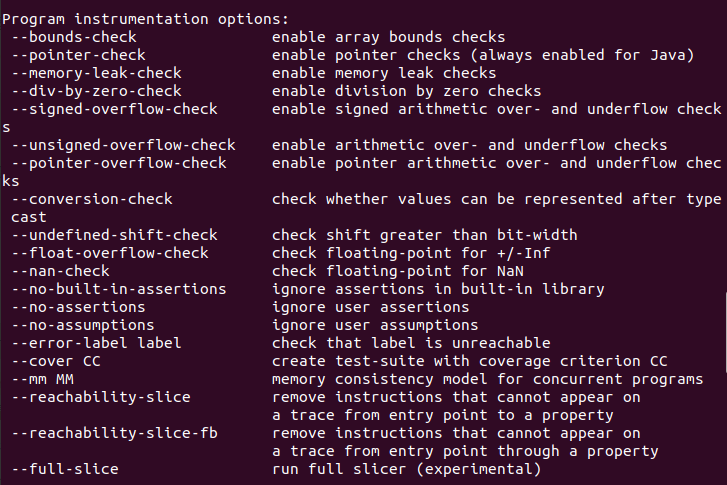 Program instrumentation options:
 --bounds-check               enable array bounds checks
 --pointer-check              enable pointer checks (always enabled for Java)
 --memory-leak-check          enable memory leak checks
 --div-by-zero-check          enable division by zero checks
 --signed-overflow-check      enable signed arithmetic over- and underflow check
s
 --unsigned-overflow-check    enable arithmetic over- and underflow checks
 --pointer-overflow-check     enable pointer arithmetic over- and underflow chec
ks
 --conversion-check           check whether values can be represented after type
 cast
 --undefined-shift-check      check shift greater than bit-width
 --float-overflow-check       check floating-point for +/-Inf
 --nan-check                  check floating-point for NaN
 --no-built-in-assertions     ignore assertions in built-in library
 --no-assertions              ignore user assertions
 --no-assumptions             ignore user assumptions
 --error-label label          check that label is unreachable
 --cover CC                   create test-suite with coverage criterion CC
 --mm MM                      memory consistency model for concurrent programs
 --reachability-slice         remove instructions that cannot appear on
                              a trace from entry point to a property
 --reachability-slice-fb      remove instructions that cannot appear on
                              a trace from entry point through a property
 --full-slice                 run full slicer (experimental)